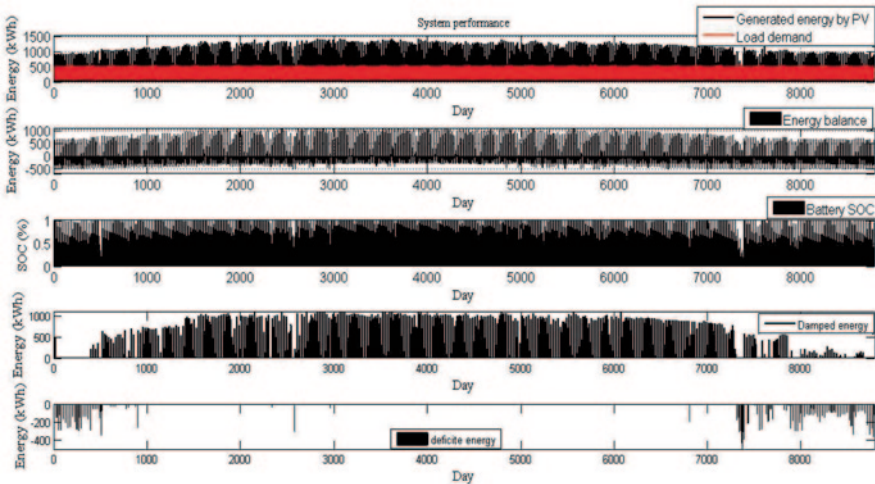 System performance
Energy (kWh)
1500
1000
500
0
Generated energy by PV
Load demand
0 1000 2000 3000 4000 5000 6000 7000 8000
Day
Energy (kWh)
1000
500
0
-500
Energy balance
0 1000 2000 3000 4000 5000 6000 7000 8000
Day
SOC (%)
1
0.5
0
Battery SOC
0 1000 2000 3000 4000 5000 6000 7000 8000
Day
Energy (kWh)
1000
500
0
Damped energy
0 1000 2000 3000 4000 5000 6000 7000 8000
Day
Energy (kWh)
0
-200
-400
deficite energy
0 1000 2000 3000 4000 5000 6000 7000 8000
Day